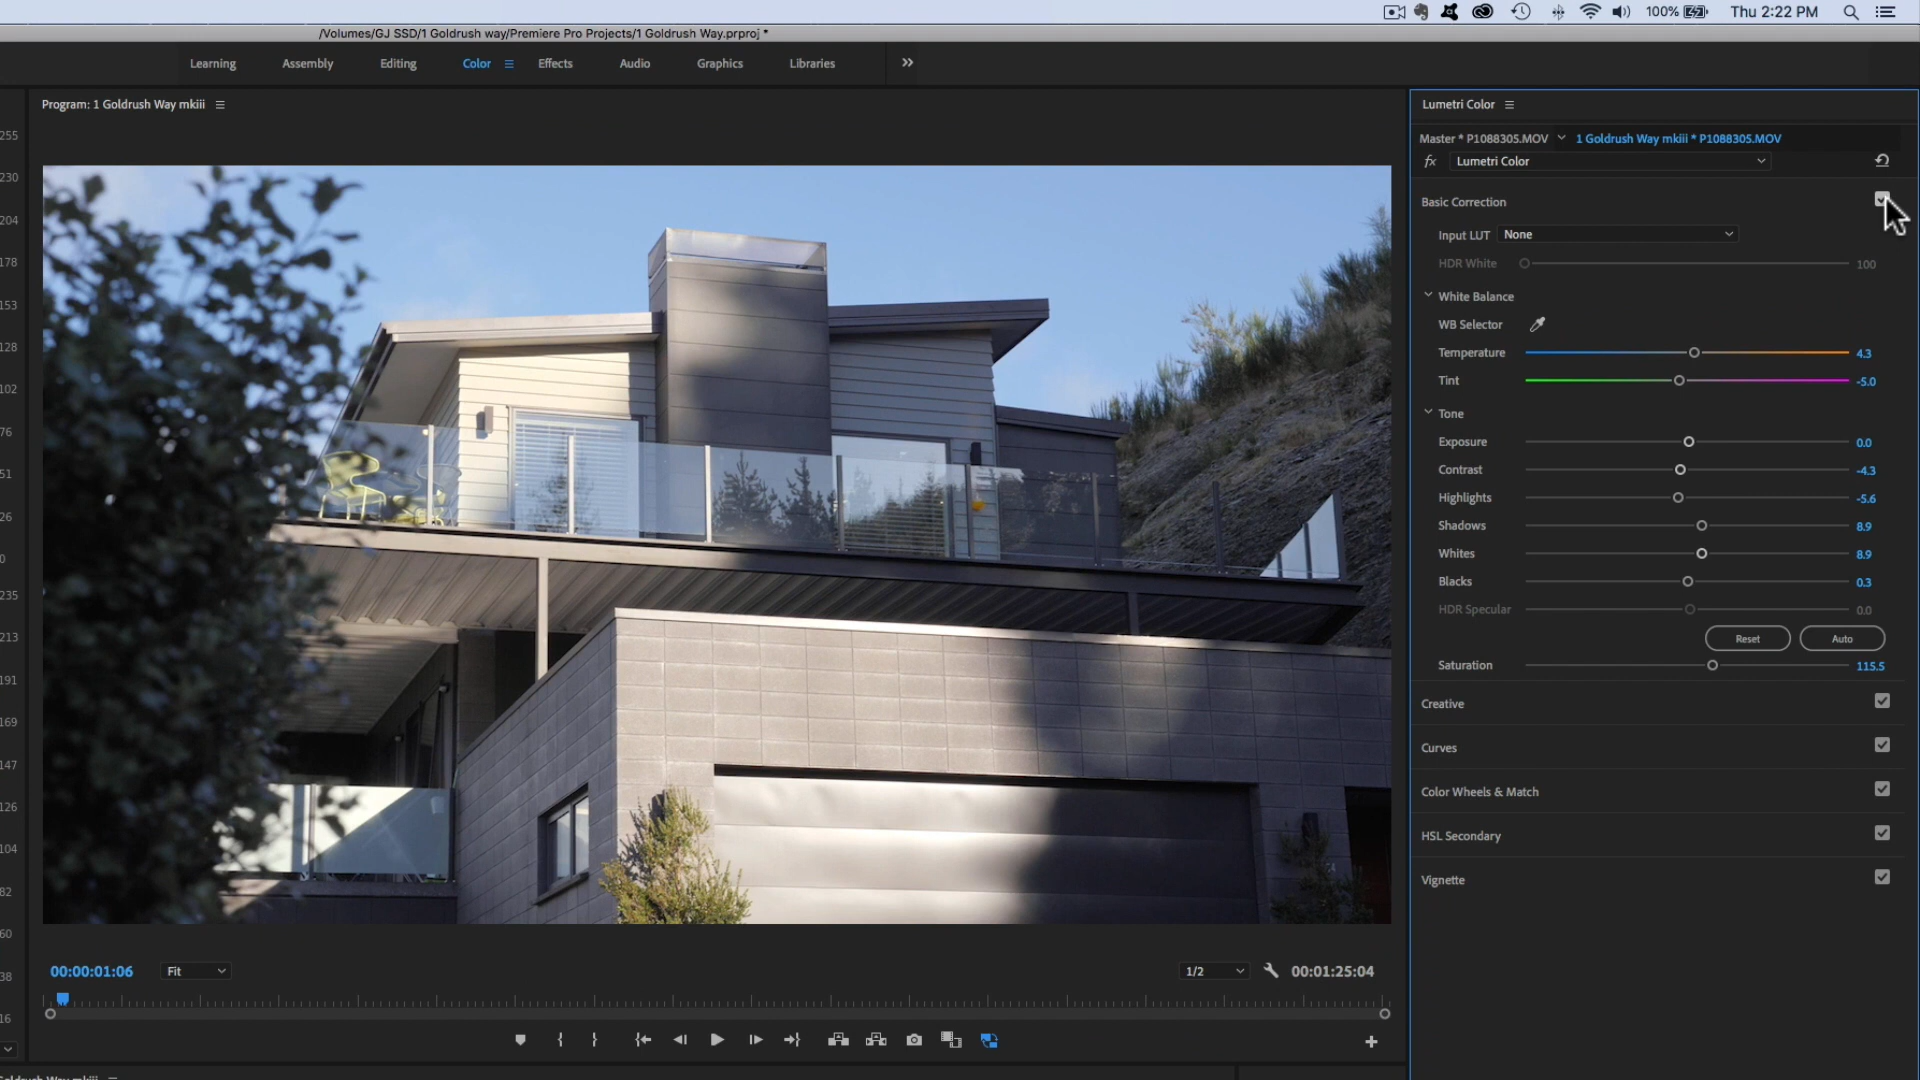 100%
Thu 2:22 PM
/Volumes/GJ SSD/1 Goldrush way/Premiere Pro Projects/1 Goldrush Way.prproj *
Learning Assembly Editing Color Effects Audio Graphics Libraries
Program: 1 Goldrush Way mkiii
Lumetri Color
Master * P1088305.MOV
1 Goldrush Way mkiii * P1088305.MOV
fx Lumetri Color
Basic Correction
Input LUT None
HDR White 100
White Balance
WB Selector
Temperature 4.3
Tint -5.0
Tone
Exposure 0.0
Contrast -4.3
Highlights -5.6
Shadows 8.9
Whites 8.9
Blacks 0.3
HDR Specular 0.0
Reset Auto
Saturation 115.5
Creative
Curves
Color Wheels & Match
HSL Secondary
Vignette
255
230
204
178
153
128
102
76
51
26
0
235
213
191
169
147
126
104
82
60
38
16
00:00:01:06
Fit
1/2
00:01:25:04